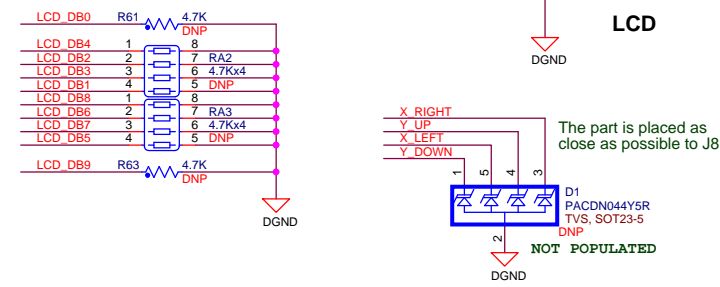 LCD_DB0 R61 4.7K
DNP
LCD_DB4 1 8
LCD_DB2 2 7 RA2
LCD_DB3 3 6 4.7Kx4
LCD_DB1 4 5 DNP
LCD_DB8 1 8
LCD_DB6 2 7 RA3
LCD_DB7 3 6 4.7Kx4
LCD_DB5 4 5 DNP
LCD_DB9 R63 4.7K
DNP
DGND
LCD
DGND
X_RIGHT
Y_UP
X_LEFT
Y_DOWN
The part is placed as
close as possible to J8
1 5 4 3
D1
PACDN044Y5R
TVS, SOT23-5
DNP
2
NOT POPULATED
DGND